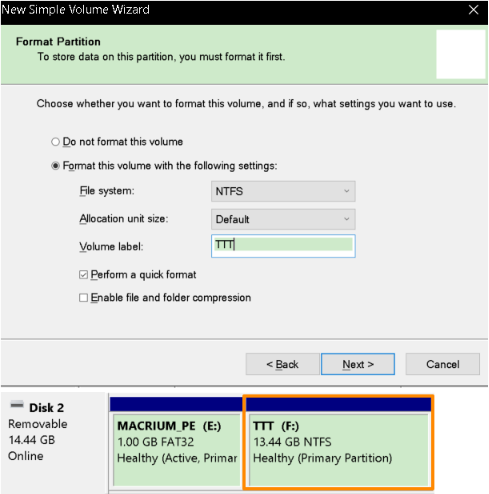 New Simple Volume Wizard
Format Partition
To store data on this partition, you must format it first.
Choose whether you want to format this volume, and if so, what settings you want to use.
Do not format this volume
Format this volume with the following settings:
File system: NTFS
Allocation unit size: Default
Volume label: TTT
Perform a quick format
Enable file and folder compression
< Back Next > Cancel
Disk 2
Removable
14.44 GB
Online
MACRIUM_PE (E:)
1.00 GB FAT32
Healthy (Active, Primar
TTT (F:)
13.44 GB NTFS
Healthy (Primary Partition)